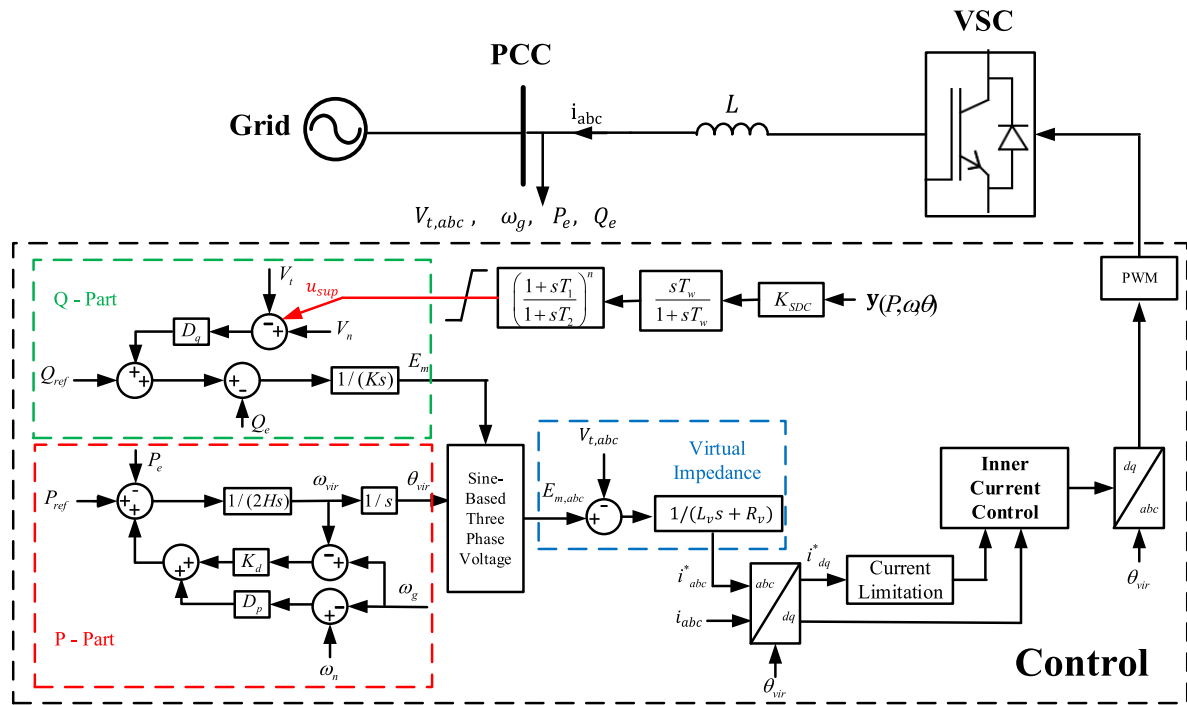 VSC
PCC
Grid
i_abc
L
V_{t,abc} , ω_g, P_e, Q_e
Q - Part
V_t
u_sup
((1 + sT_1)/(1 + sT_2))^n
sT_w/(1 + sT_w)
K_SDC
y(P,ω,θ)
PWM
- +
V_n
D_q
Q_ref
+ +
+ -
1/(Ks)
E_m
Q_e
P_e
P_ref
- + +
1/(2Hs)
ω_vir
1/s
θ_vir
Sine-
Based
Three
Phase
Voltage
E_{m,abc}
V_{t,abc}
-
Virtual
Impedance
1/(L_v s + R_v)
+ +
K_d
- +
D_p
- +
ω_g
ω_n
P - Part
i*_abc
i_abc
abc
dq
θ_vir
i*_dq
Current
Limitation
Inner
Current
Control
dq
abc
θ_vir
Control